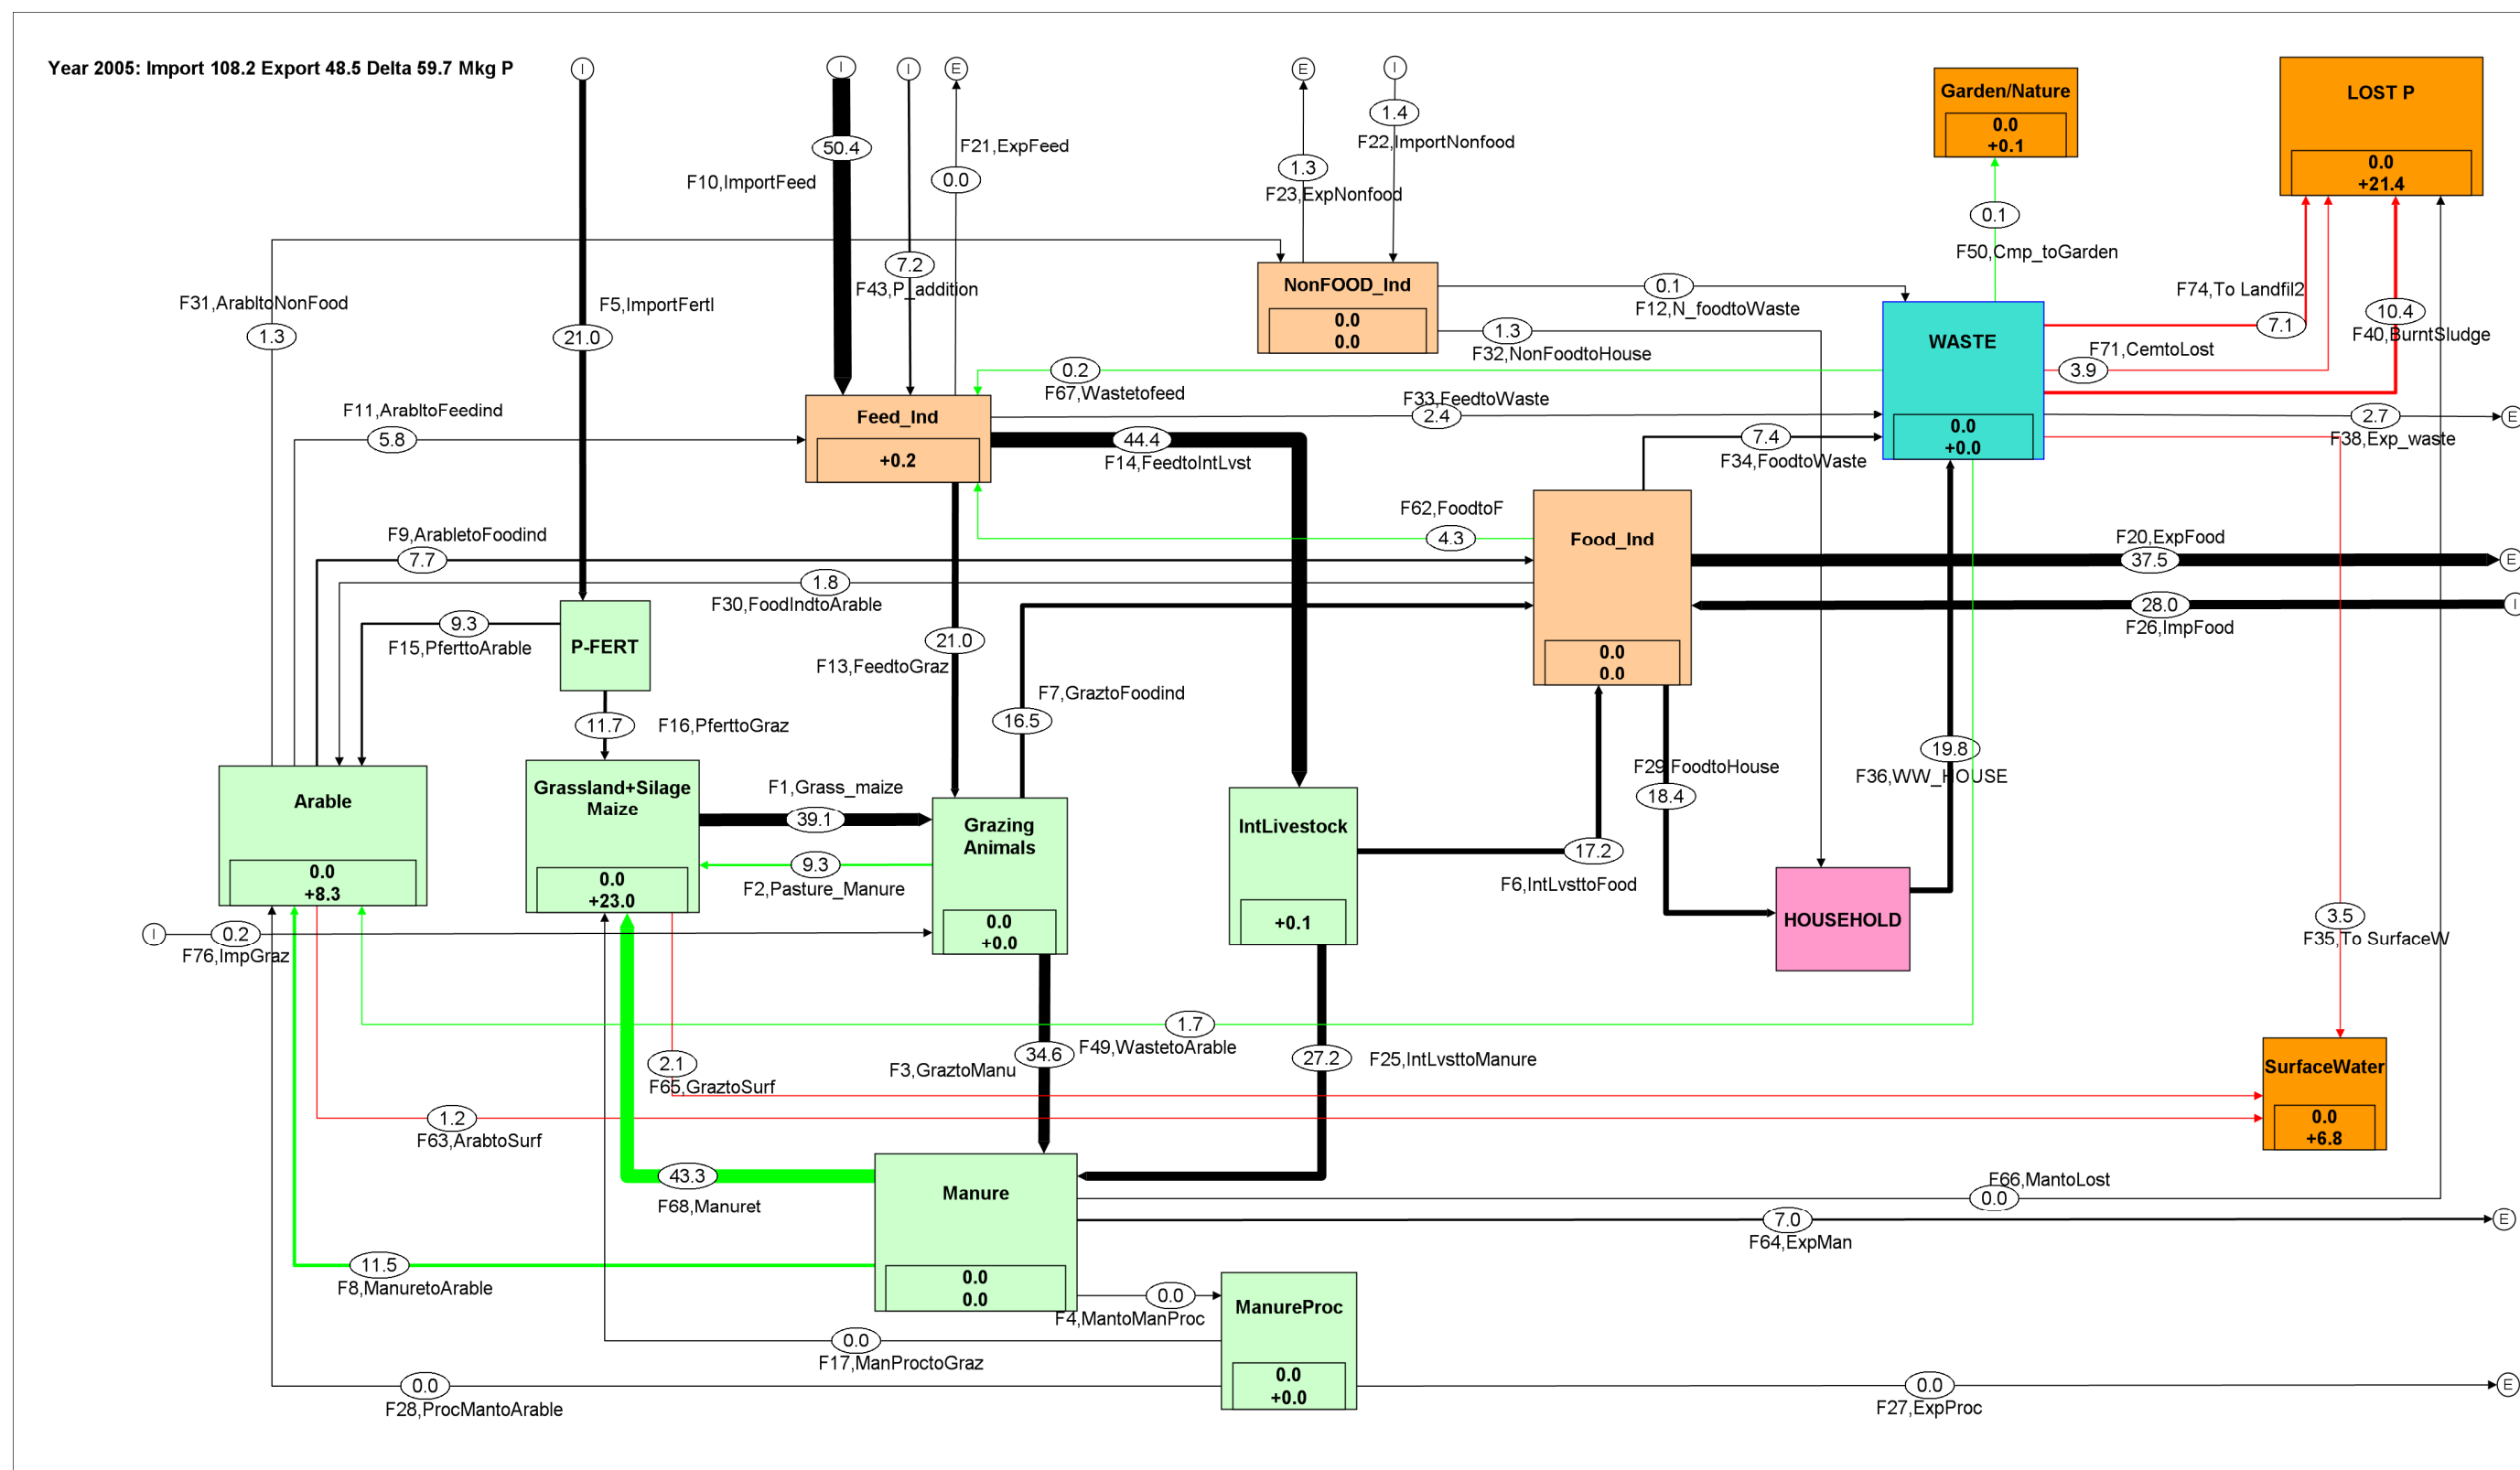 Year 2005: Import 108.2 Export 48.5 Delta 59.7 Mkg P
I
I
I
E
E
I
50.4
7.2
0.0
1.3
1.4
F10,ImportFeed
F43,P_addition
F21,ExpFeed
F23,ExpNonfood
F22,ImportNonfood
Garden/Nature
0.0
+0.1
LOST P
0.0
+21.4
0.1
F50,Cmp_toGarden
F31,ArabltoNonFood
1.3
F5,ImportFertl
21.0
NonFOOD_Ind
0.0
0.0
0.1
F12,N_foodtoWaste
1.3
F32,NonFoodtoHouse
WASTE
0.0
+0.0
F74,To Landfil2
7.1
10.4
F40,BurntSludge
F71,CemtoLost
3.9
0.2
F67,Wastetofeed
F33,FeedtoWaste
2.4
2.7
E
F38,Exp_waste
F11,ArabltoFeedind
5.8
Feed_Ind
+0.2
44.4
F14,FeedtoIntLvst
7.4
F34,FoodtoWaste
F62,FoodtoF
4.3
F9,ArabletoFoodind
7.7
1.8
F30,FoodIndtoArable
Food_Ind
0.0
0.0
F20,ExpFood
37.5
E
28.0
I
F26,ImpFood
9.3
F15,PferttoArable
P-FERT
21.0
F13,FeedtoGraz
F7,GraztoFoodind
16.5
11.7
F16,PferttoGraz
F29,FoodtoHouse
18.4
19.8
F36,WW_HOUSE
Arable
0.0
+8.3
Grassland+Silage
Maize
0.0
+23.0
F1,Grass_maize
39.1
9.3
F2,Pasture_Manure
Grazing
Animals
0.0
+0.0
IntLivestock
+0.1
17.2
F6,IntLvsttoFood
HOUSEHOLD
I
0.2
F76,ImpGraz
3.5
F35,To SurfaceW
1.7
F49,WastetoArable
2.1
F65,GraztoSurf
34.6
F3,GraztoManu
27.2
F25,IntLvsttoManure
SurfaceWater
0.0
+6.8
1.2
F63,ArabtoSurf
43.3
F68,Manuret
Manure
0.0
0.0
F66,MantoLost
0.0
7.0
E
F64,ExpMan
11.5
F8,ManuretoArable
0.0
F4,MantoManProc
ManureProc
0.0
+0.0
0.0
F17,ManProctoGraz
0.0
F28,ProcMantoArable
0.0
E
F27,ExpProc